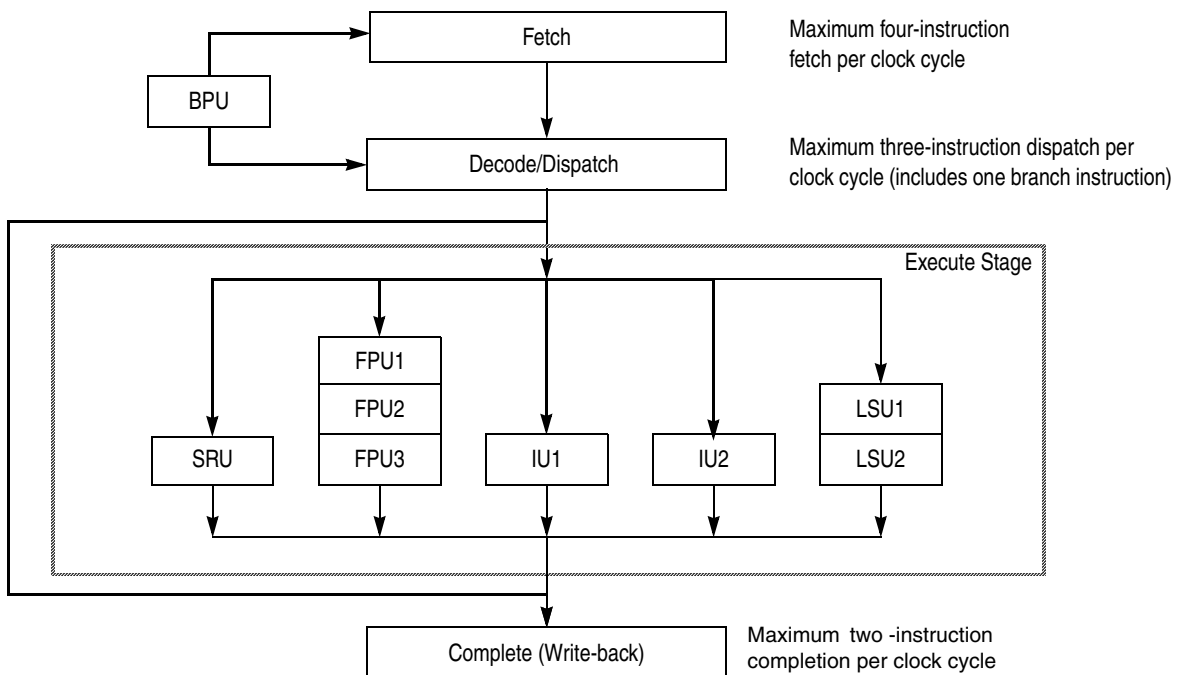 Fetch
Maximum four-instruction
fetch per clock cycle
BPU
Decode/Dispatch
Maximum three-instruction dispatch per
clock cycle (includes one branch instruction)
Execute Stage
FPU1
FPU2
LSU1
SRU
FPU3
IU1
IU2
LSU2
Complete (Write-back)
Maximum two -instruction
completion per clock cycle